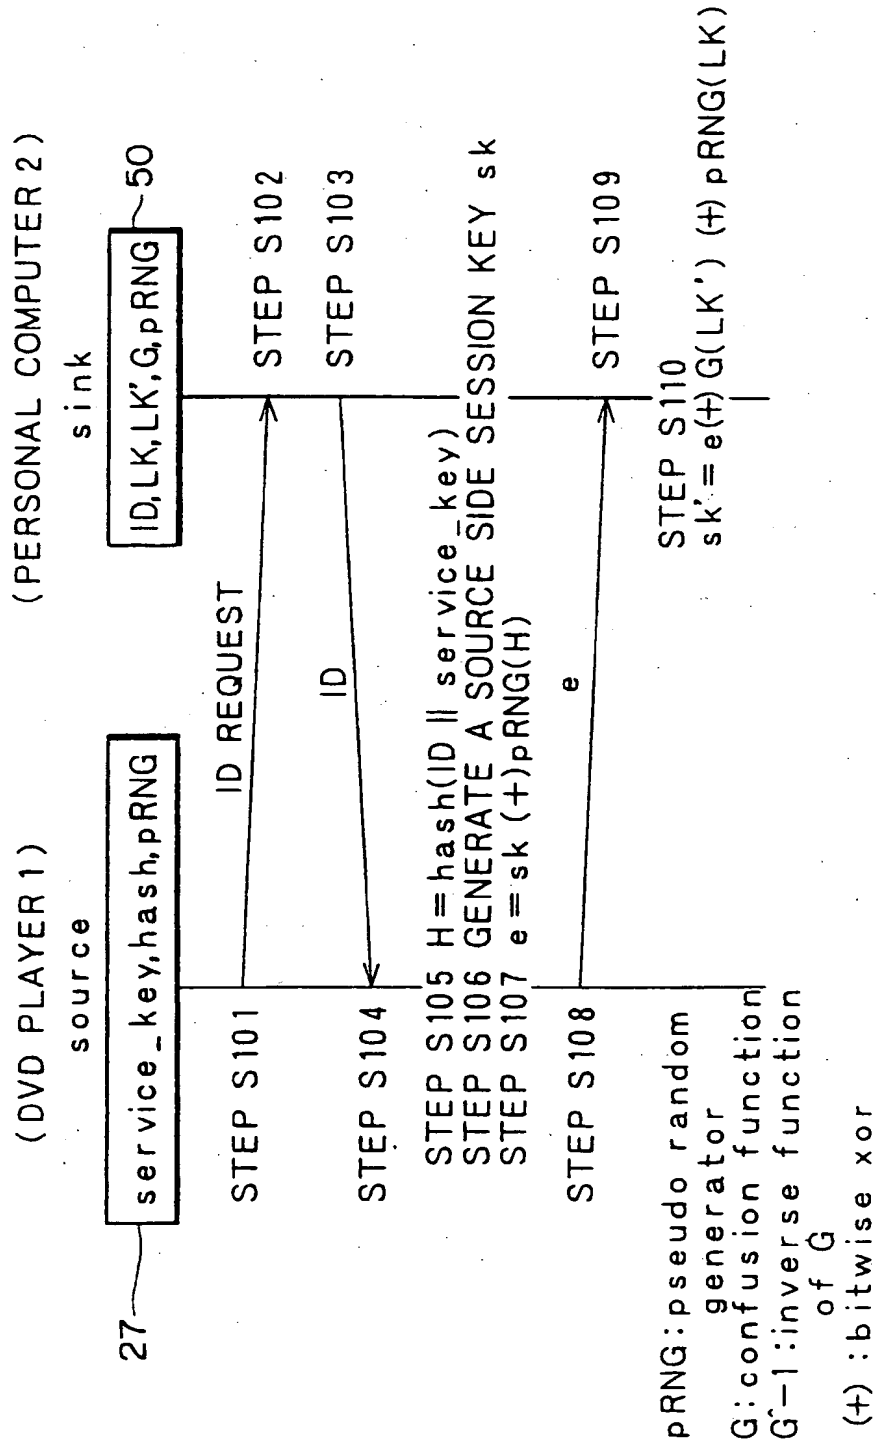 (DVD PLAYER 1)
source
(PERSONAL COMPUTER 2)
sink
27
service_key,hash,pRNG
ID,LK,LK',G,pRNG
50
STEP S101
ID REQUEST
STEP S102
ID
STEP S103
STEP S104
STEP S105 H=hash(ID || service_key)
STEP S106 GENERATE A SOURCE SIDE SESSION KEY sk
STEP S107 e=sk(+)pRNG(H)
STEP S108
e
STEP S109
STEP S110
sk'=e(+)G(LK')(+)pRNG(LK)
pRNG:pseudo random
generator
G:confusion function
G^-1:inverse function
of G
(+):bitwise xor